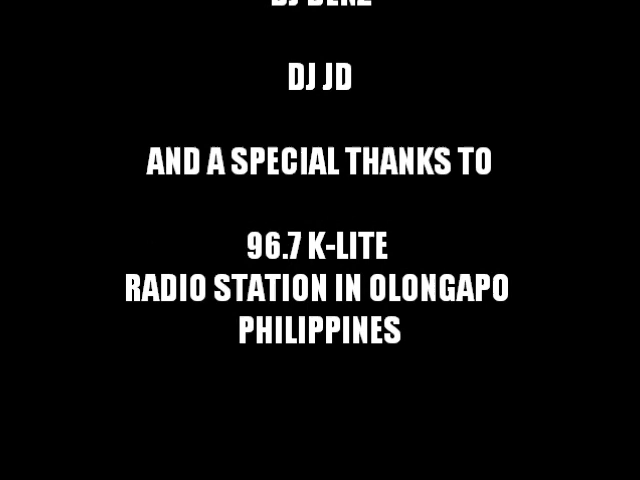 DJ JD
AND A SPECIAL THANKS TO
96.7 K-LITE
RADIO STATION IN OLONGAPO
PHILIPPINES